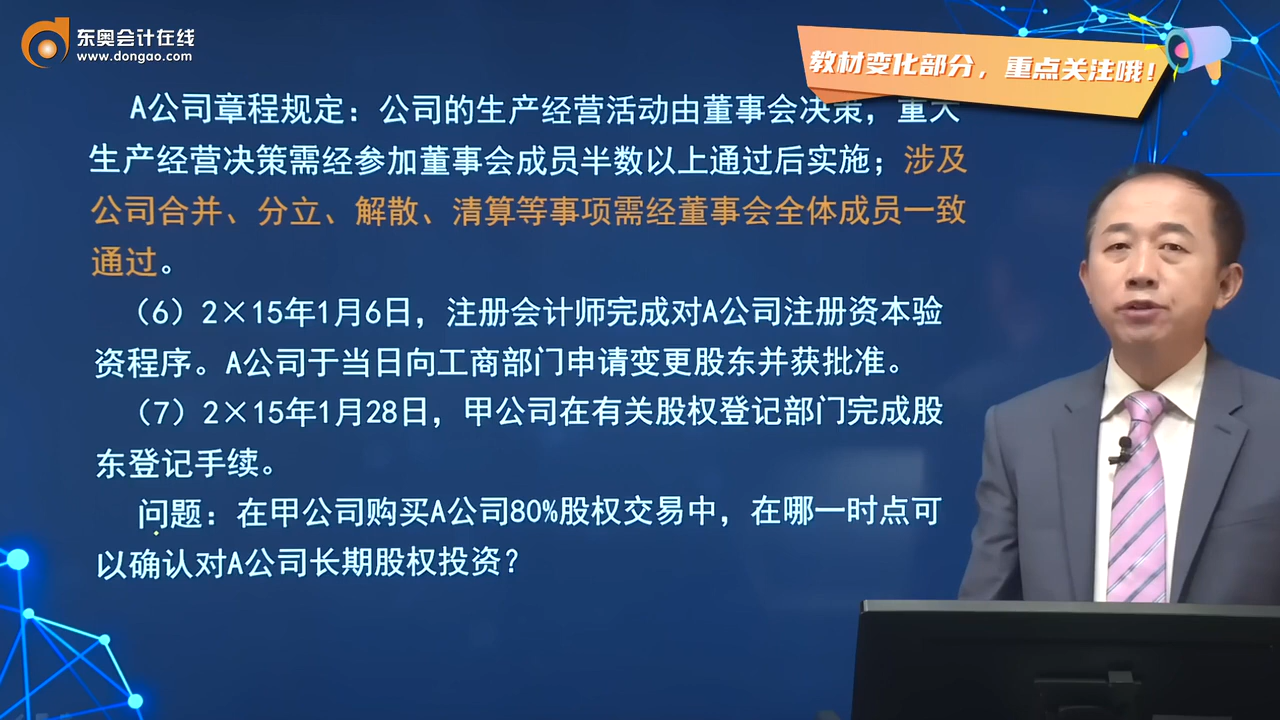 东奥会计在线
www.dongao.com
教材变化部分，重点关注哦！
A公司章程规定：公司的生产经营活动由董事会决策，重大
生产经营决策需经参加董事会成员半数以上通过后实施；涉及
公司合并、分立、解散、清算等事项需经董事会全体成员一致
通过。
（6）2×15年1月6日，注册会计师完成对A公司注册资本验
资程序。A公司于当日向工商部门申请变更股东并获批准。
（7）2×15年1月28日，甲公司在有关股权登记部门完成股
东登记手续。
问题：在甲公司购买A公司80%股权交易中，在哪一时点可
以确认对A公司长期股权投资？